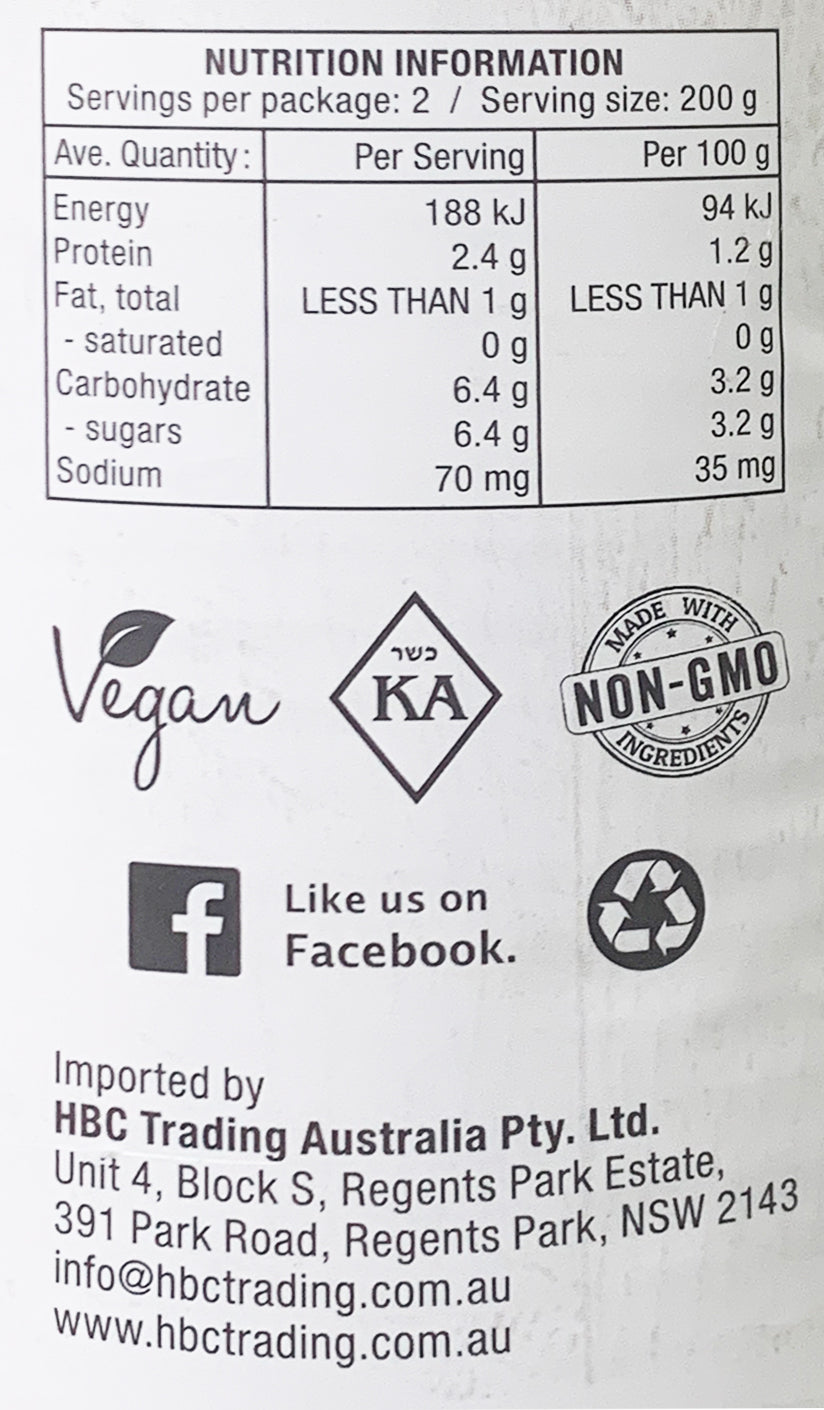 NUTRITION INFORMATION
Servings per package: 2 / Serving size: 200 g
Ave. Quantity: Per Serving Per 100 g
Energy 188 kJ 94 kJ
Protein 2.4 g 1.2 g
Fat, total LESS THAN 1 g LESS THAN 1 g
- saturated 0 g 0 g
Carbohydrate 6.4 g 3.2 g
- sugars 6.4 g 3.2 g
Sodium 70 mg 35 mg
Vegan
כשר
KA
MADE WITH
NON-GMO
INGREDIENTS
f
Like us on
Facebook.
Imported by
HBC Trading Australia Pty. Ltd.
Unit 4, Block S, Regents Park Estate,
391 Park Road, Regents Park, NSW 2143
info@hbctrading.com.au
www.hbctrading.com.au